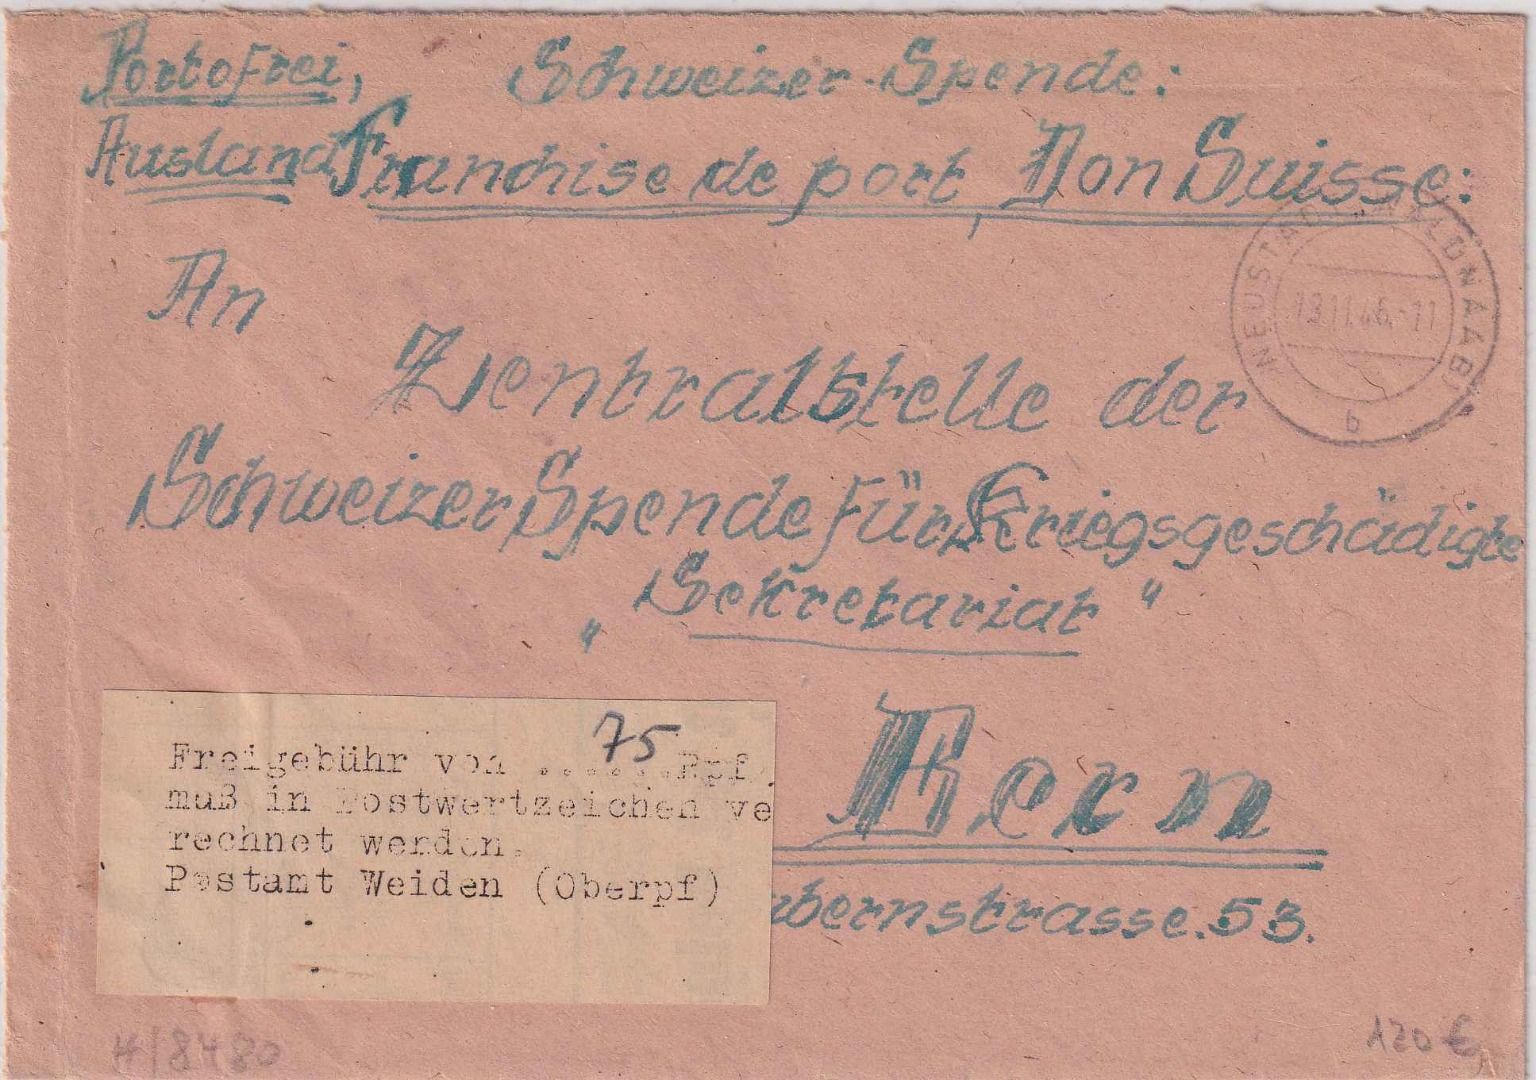 Portofrei, Schweizer-Spende:
Ausland Franchise de port, Don Suisse:
NEUSTADT WALDNAAB
19.11.46.-11
b
An
Zentralstelle der
Schweizer Spende für Kriegsgeschädigte
"Sekretariat"
Bern
bernstrasse. 53.
Freigebühr von ...75...Rpf
muß in Postwertzeichen ve
rechnet werden.
Postamt Weiden (Oberpf)
H/8480
120 €